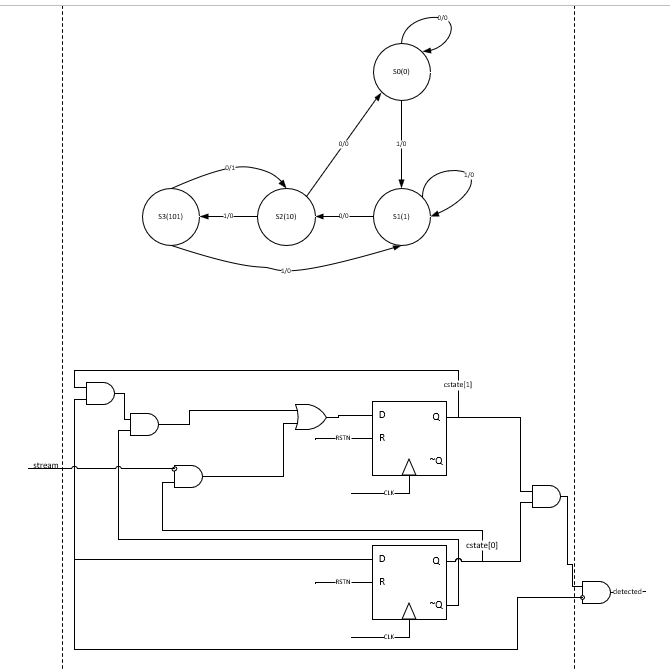 0/0
S0(0)
0/0
1/0
0/1
1/0
S3(101)
1/0
S2(10)
0/0
S1(1)
1/0
cstate[1]
D
Q
R
RSTN
~Q
stream
CLK
cstate[0]
D
Q
R
RSTN
detected
~Q
CLK